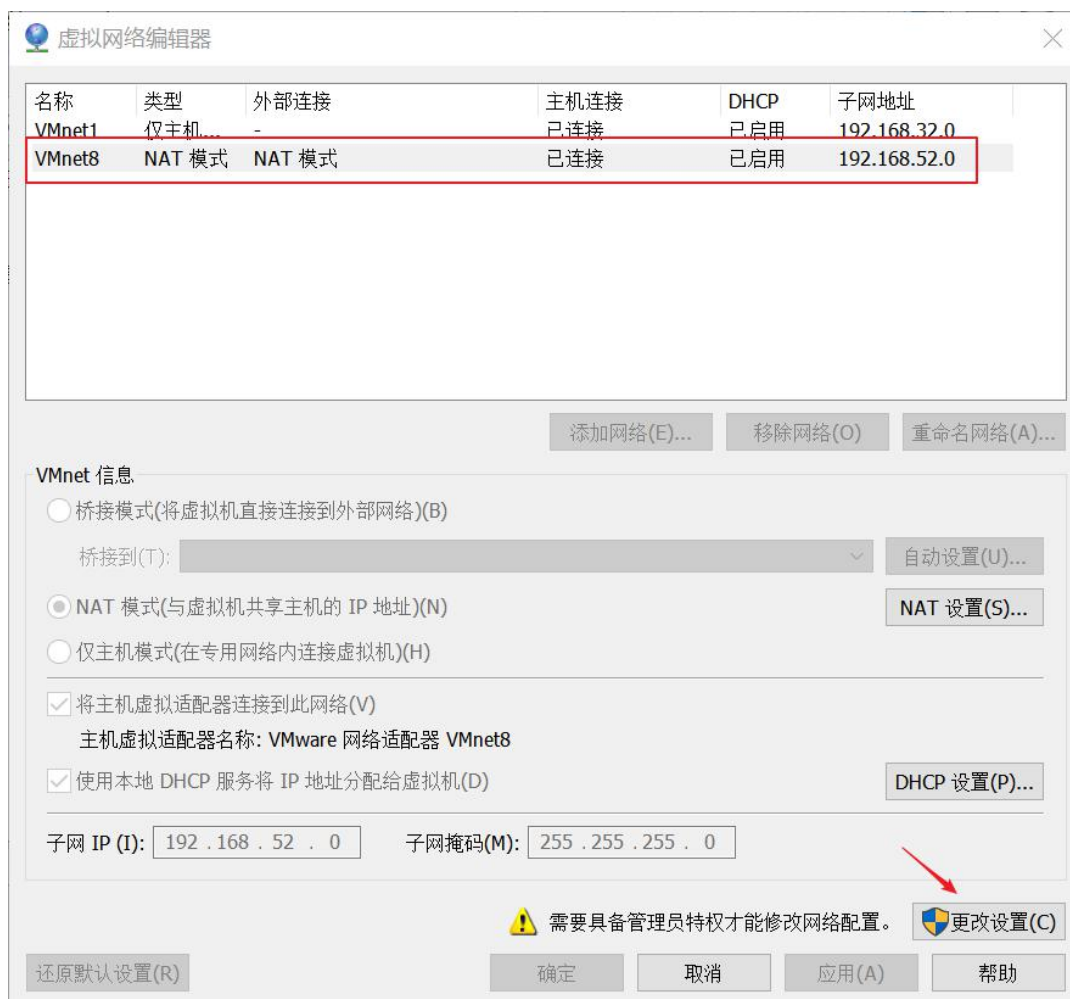 虚拟网络编辑器
名称 类型 外部连接 主机连接 DHCP 子网地址
VMnet1 仅主机... - 已连接 已启用 192.168.32.0
VMnet8 NAT 模式 NAT 模式 已连接 已启用 192.168.52.0
添加网络(E)... 移除网络(O) 重命名网络(A)...
VMnet 信息
桥接模式(将虚拟机直接连接到外部网络)(B)
桥接到(T): 自动设置(U)...
NAT 模式(与虚拟机共享主机的 IP 地址)(N) NAT 设置(S)...
仅主机模式(在专用网络内连接虚拟机)(H)
将主机虚拟适配器连接到此网络(V)
主机虚拟适配器名称: VMware 网络适配器 VMnet8
使用本地 DHCP 服务将 IP 地址分配给虚拟机(D) DHCP 设置(P)...
子网 IP (I): 192 . 168 . 52 . 0 子网掩码(M): 255 . 255 . 255 . 0
需要具备管理员特权才能修改网络配置。 更改设置(C)
还原默认设置(R) 确定 取消 应用(A) 帮助